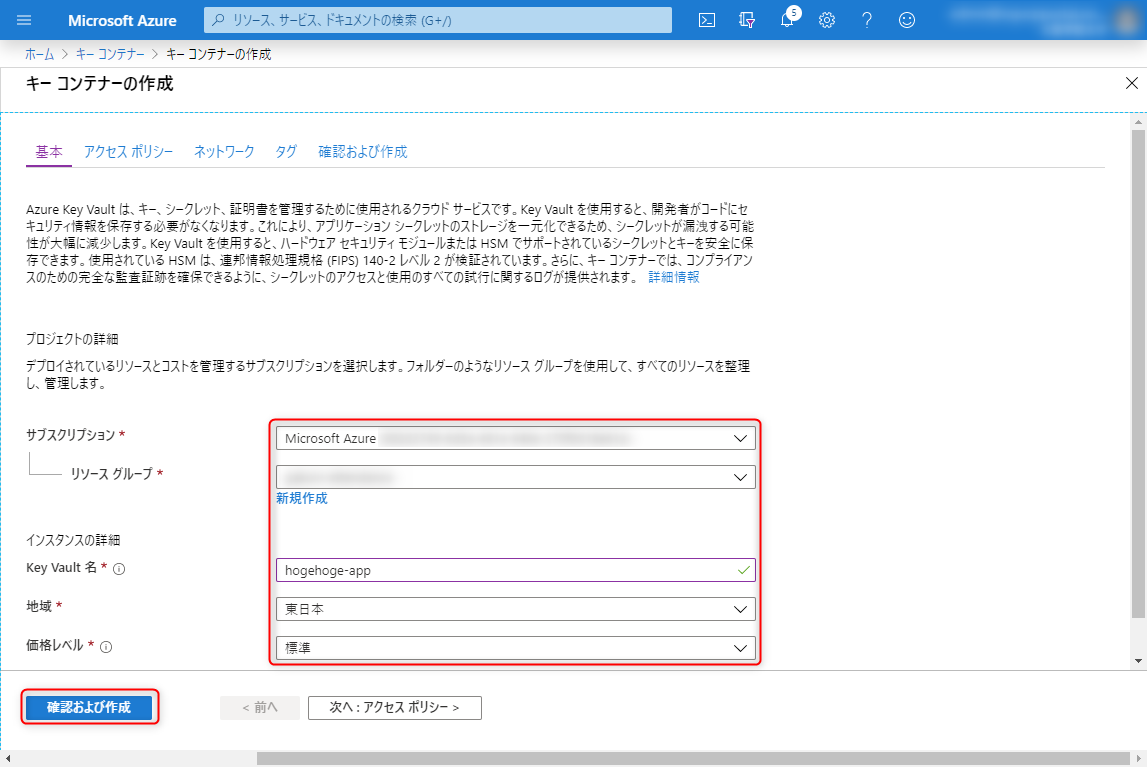 Microsoft Azure
リソース、サービス、ドキュメントの検索 (G+/)
5
ホーム > キー コンテナー > キー コンテナーの作成
キー コンテナーの作成
基本 アクセス ポリシー ネットワーク タグ 確認および作成
Azure Key Vault は、キー、シークレット、証明書を管理するために使用されるクラウド サービスです。Key Vault を使用すると、開発者がコードにセ
キュリティ情報を保存する必要がなくなります。これにより、アプリケーション シークレットのストレージを一元化できるため、シークレットが漏洩する可能
性が大幅に減少します。Key Vault を使用すると、ハードウェア セキュリティ モジュールまたは HSM でサポートされているシークレットとキーを安全に保
存できます。使用されている HSM は、連邦情報処理規格 (FIPS) 140-2 レベル 2 が検証されています。さらに、キー コンテナーでは、コンプライアン
スのための完全な監査証跡を確保できるように、シークレットのアクセスと使用のすべての試行に関するログが提供されます。 詳細情報
プロジェクトの詳細
デプロイされているリソースとコストを管理するサブスクリプションを選択します。フォルダーのようなリソース グループを使用して、すべてのリソースを整理
し、管理します。
サブスクリプション *
Microsoft Azure
リソース グループ *
新規作成
インスタンスの詳細
Key Vault 名 *
hogehoge-app
地域 *
東日本
価格レベル *
標準
確認および作成
< 前へ
次へ : アクセス ポリシー >